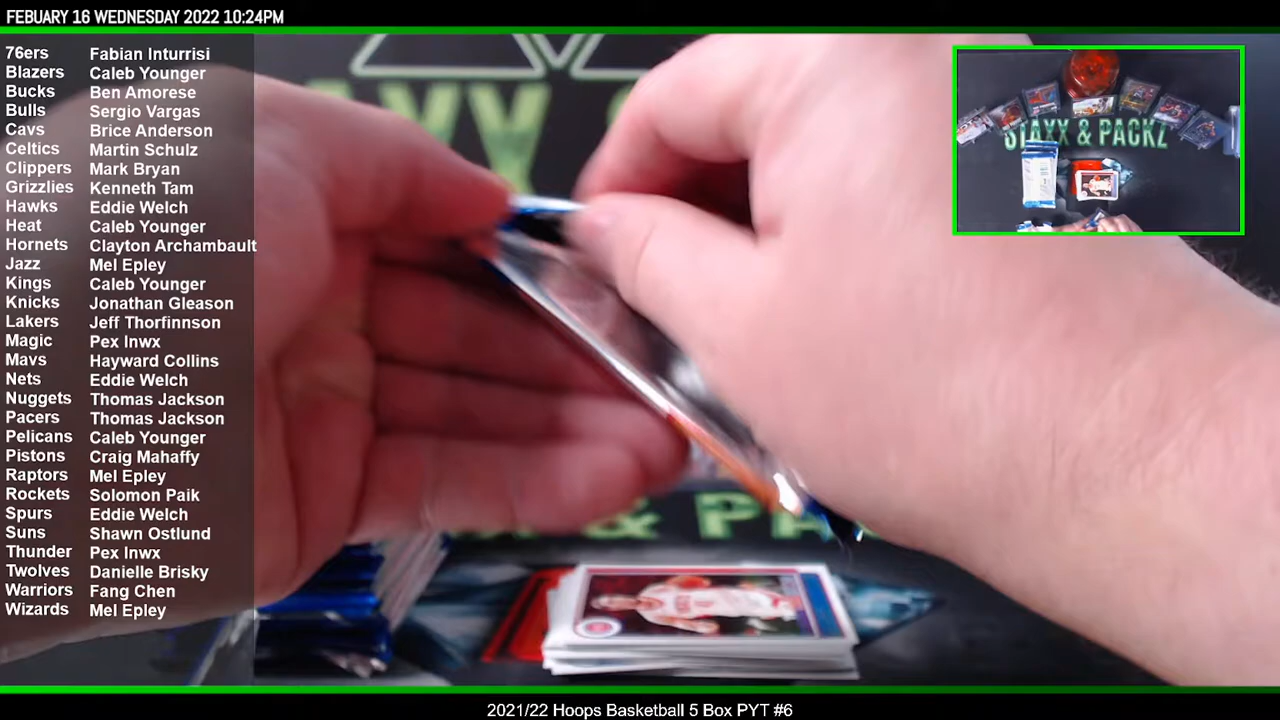 FEBUARY 16 WEDNESDAY 2022 10:24PM
76ers Fabian Inturrisi
Blazers Caleb Younger
Bucks Ben Amorese
Bulls Sergio Vargas
Cavs Brice Anderson
Celtics Martin Schulz
Clippers Mark Bryan
Grizzlies Kenneth Tam
Hawks Eddie Welch
Heat Caleb Younger
Hornets Clayton Archambault
Jazz Mel Epley
Kings Caleb Younger
Knicks Jonathan Gleason
Lakers Jeff Thorfinnson
Magic Pex Inwx
Mavs Hayward Collins
Nets Eddie Welch
Nuggets Thomas Jackson
Pacers Thomas Jackson
Pelicans Caleb Younger
Pistons Craig Mahaffy
Raptors Mel Epley
Rockets Solomon Paik
Spurs Eddie Welch
Suns Shawn Ostlund
Thunder Pex Inwx
Twolves Danielle Brisky
Warriors Fang Chen
Wizards Mel Epley
STAXX & PACKZ
& PA
2021/22 Hoops Basketball 5 Box PYT #6